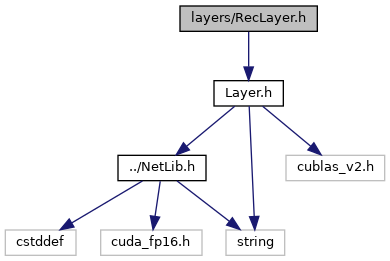 layers/RecLayer.h
Layer.h
../NetLib.h
cublas_v2.h
cstddef
cuda_fp16.h
string